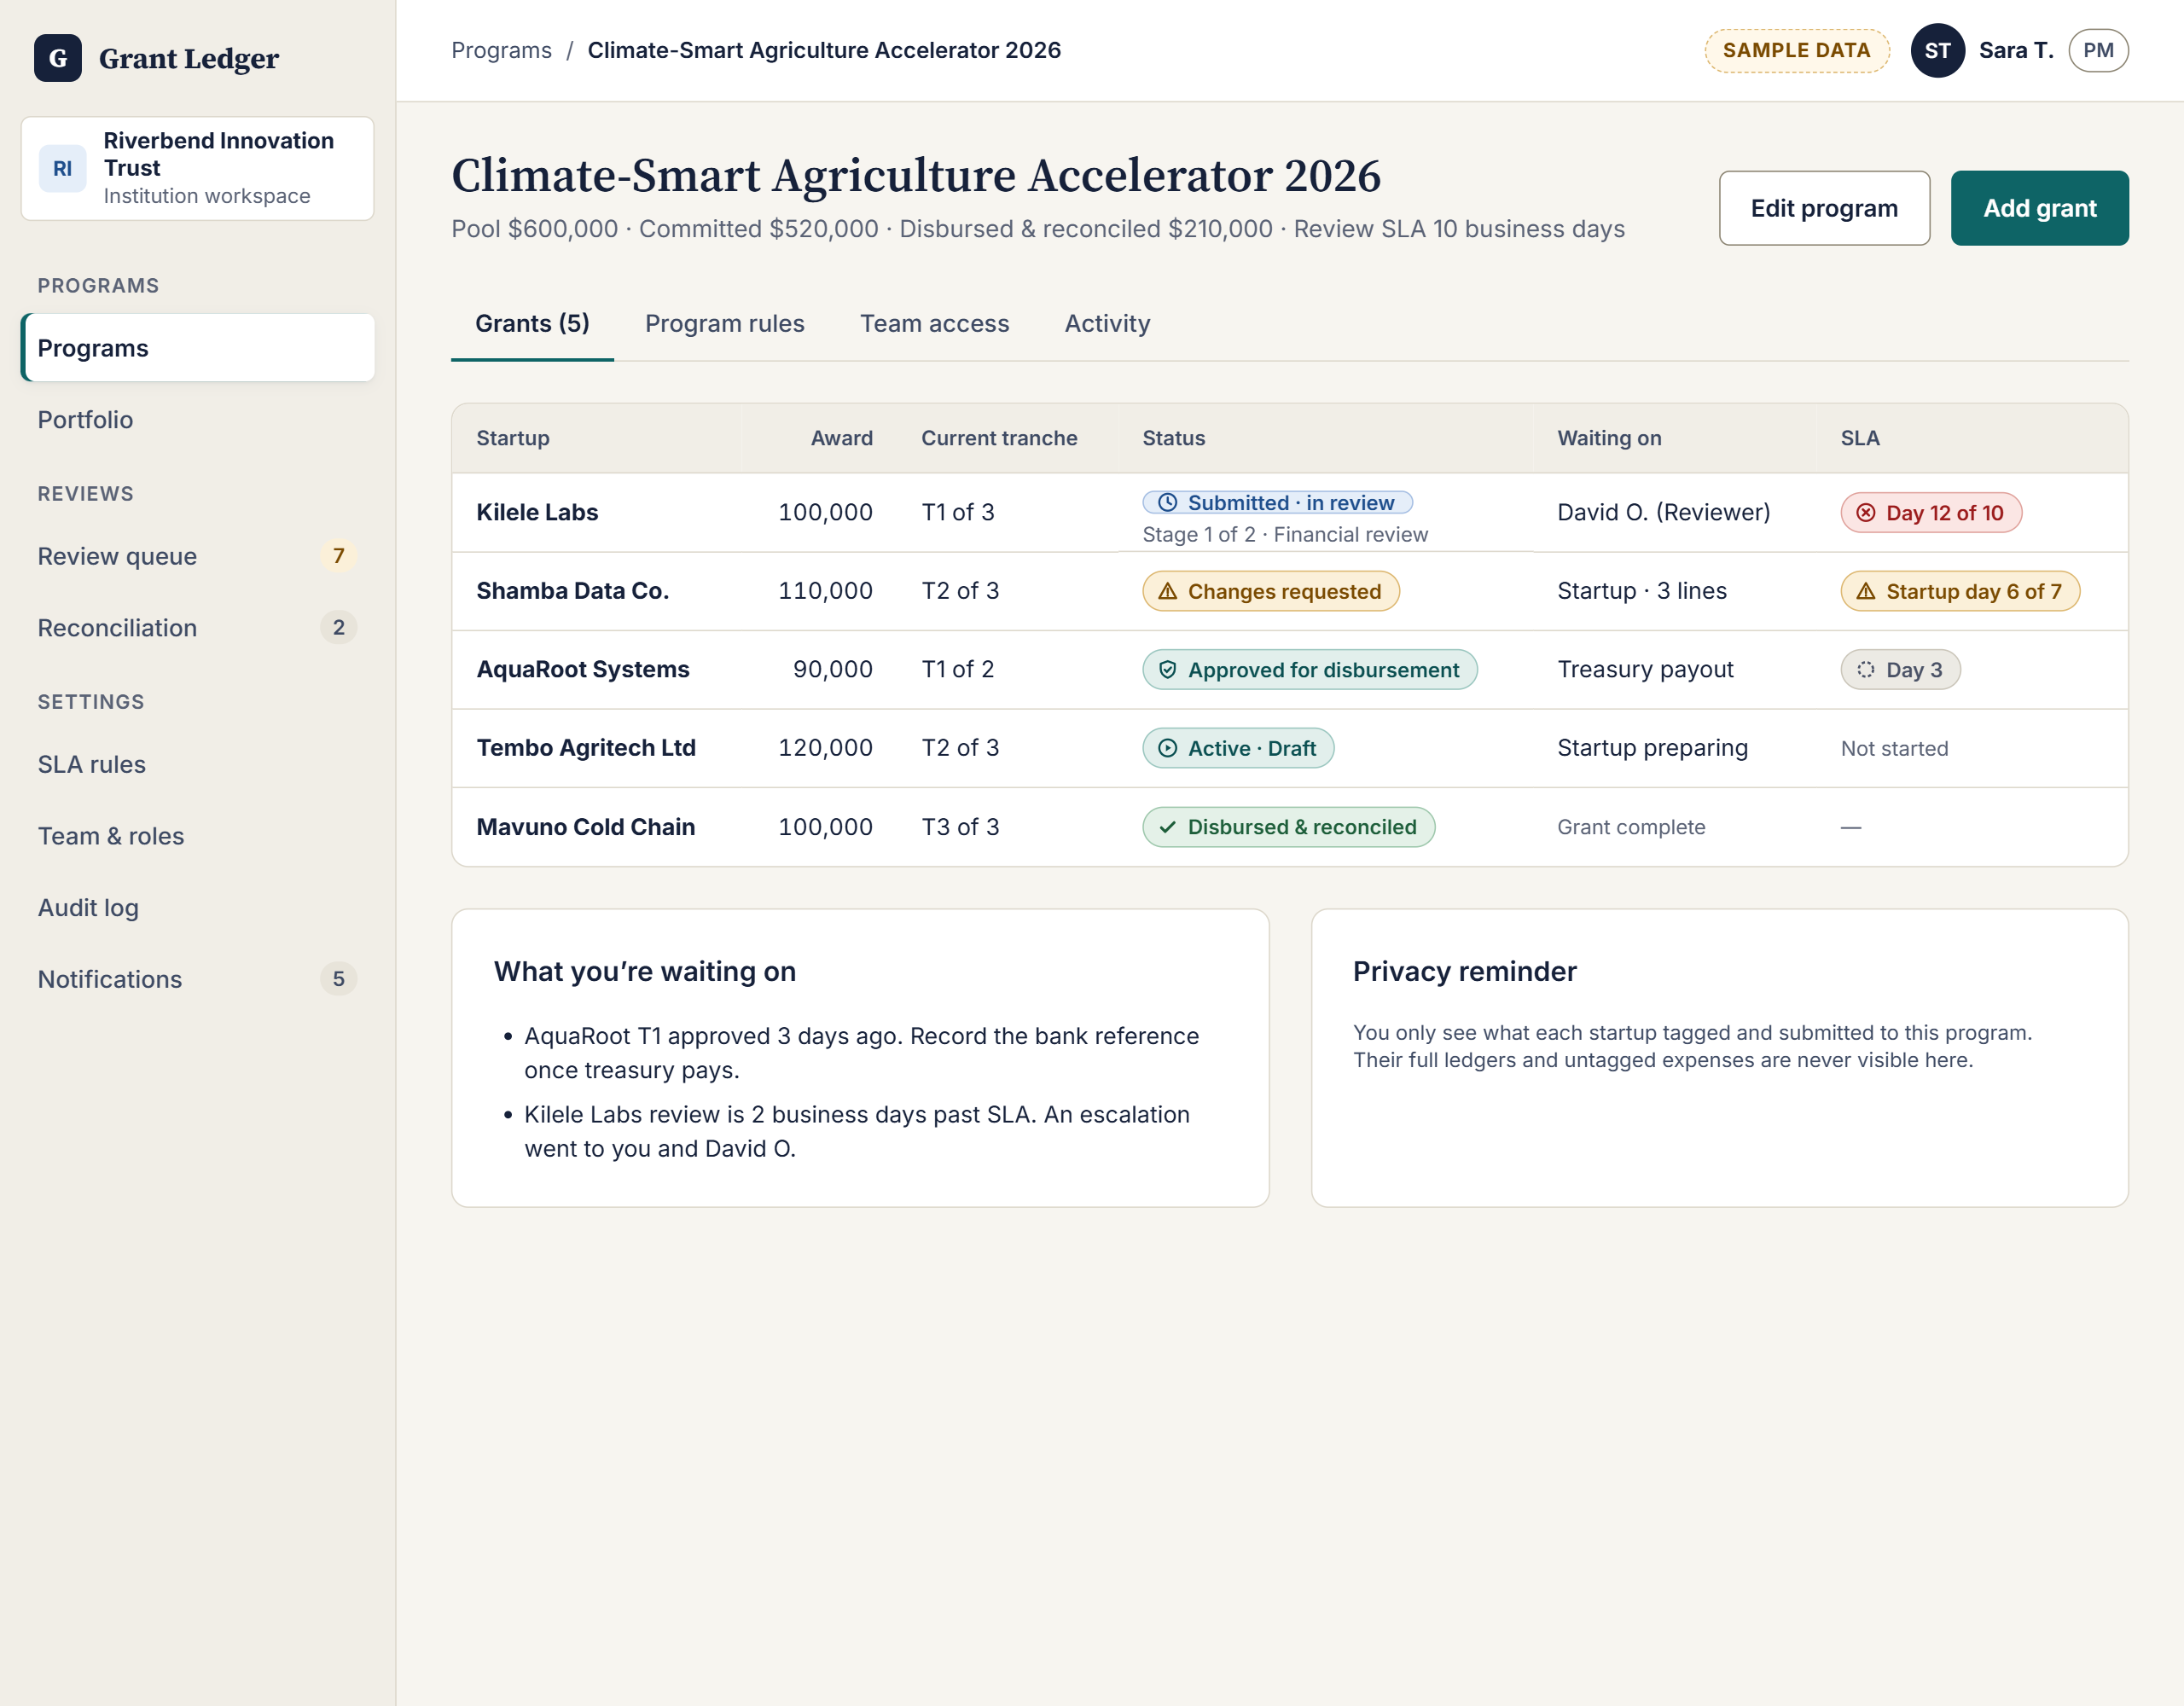 G Grant Ledger
RI
Riverbend Innovation
Trust
Institution workspace
PROGRAMS
Programs
Portfolio
REVIEWS
Review queue 7
Reconciliation 2
SETTINGS
SLA rules
Team & roles
Audit log
Notifications 5
Programs / Climate-Smart Agriculture Accelerator 2026
SAMPLE DATA ST Sara T. PM
Climate-Smart Agriculture Accelerator 2026
Pool $600,000 · Committed $520,000 · Disbursed & reconciled $210,000 · Review SLA 10 business days
Edit program Add grant
Grants (5) Program rules Team access Activity
Startup Award Current tranche Status Waiting on SLA
Kilele Labs 100,000 T1 of 3 Submitted · in review David O. (Reviewer) Day 12 of 10
Stage 1 of 2 · Financial review
Shamba Data Co. 110,000 T2 of 3 Changes requested Startup · 3 lines Startup day 6 of 7
AquaRoot Systems 90,000 T1 of 2 Approved for disbursement Treasury payout Day 3
Tembo Agritech Ltd 120,000 T2 of 3 Active · Draft Startup preparing Not started
Mavuno Cold Chain 100,000 T3 of 3 Disbursed & reconciled Grant complete —
What you’re waiting on
• AquaRoot T1 approved 3 days ago. Record the bank reference
once treasury pays.
• Kilele Labs review is 2 business days past SLA. An escalation
went to you and David O.
Privacy reminder
You only see what each startup tagged and submitted to this program.
Their full ledgers and untagged expenses are never visible here.